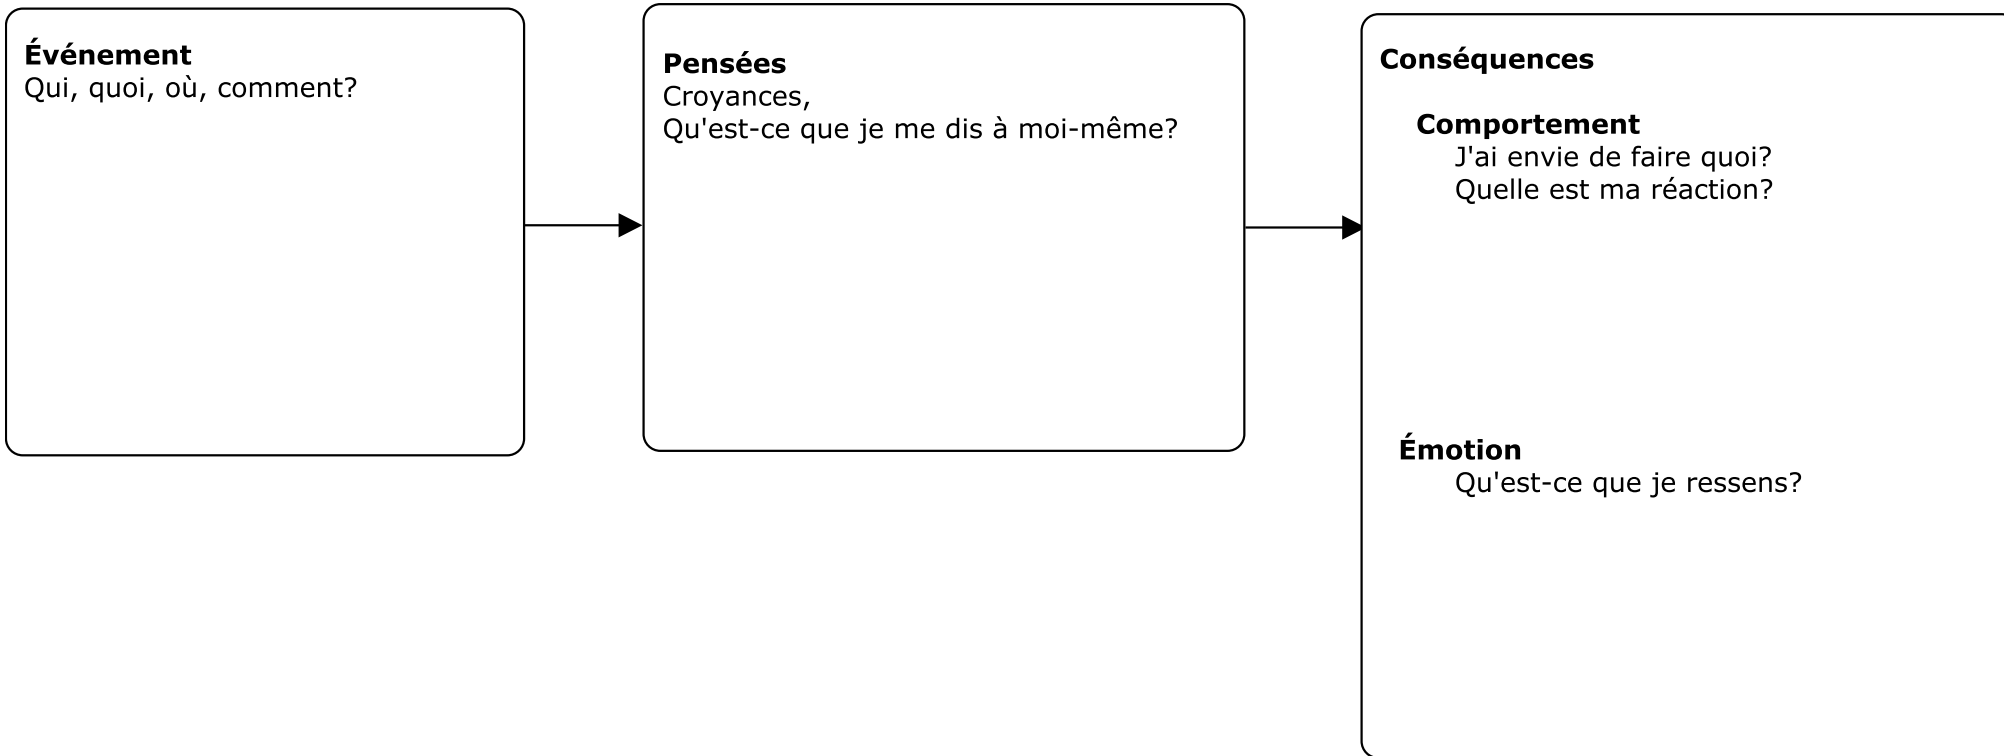 Événement
Qui, quoi, où, comment?
Pensées
Croyances,
Qu'est-ce que je me dis à moi-même?
Conséquences
Comportement
J'ai envie de faire quoi?
Quelle est ma réaction?
Émotion
Qu'est-ce que je ressens?